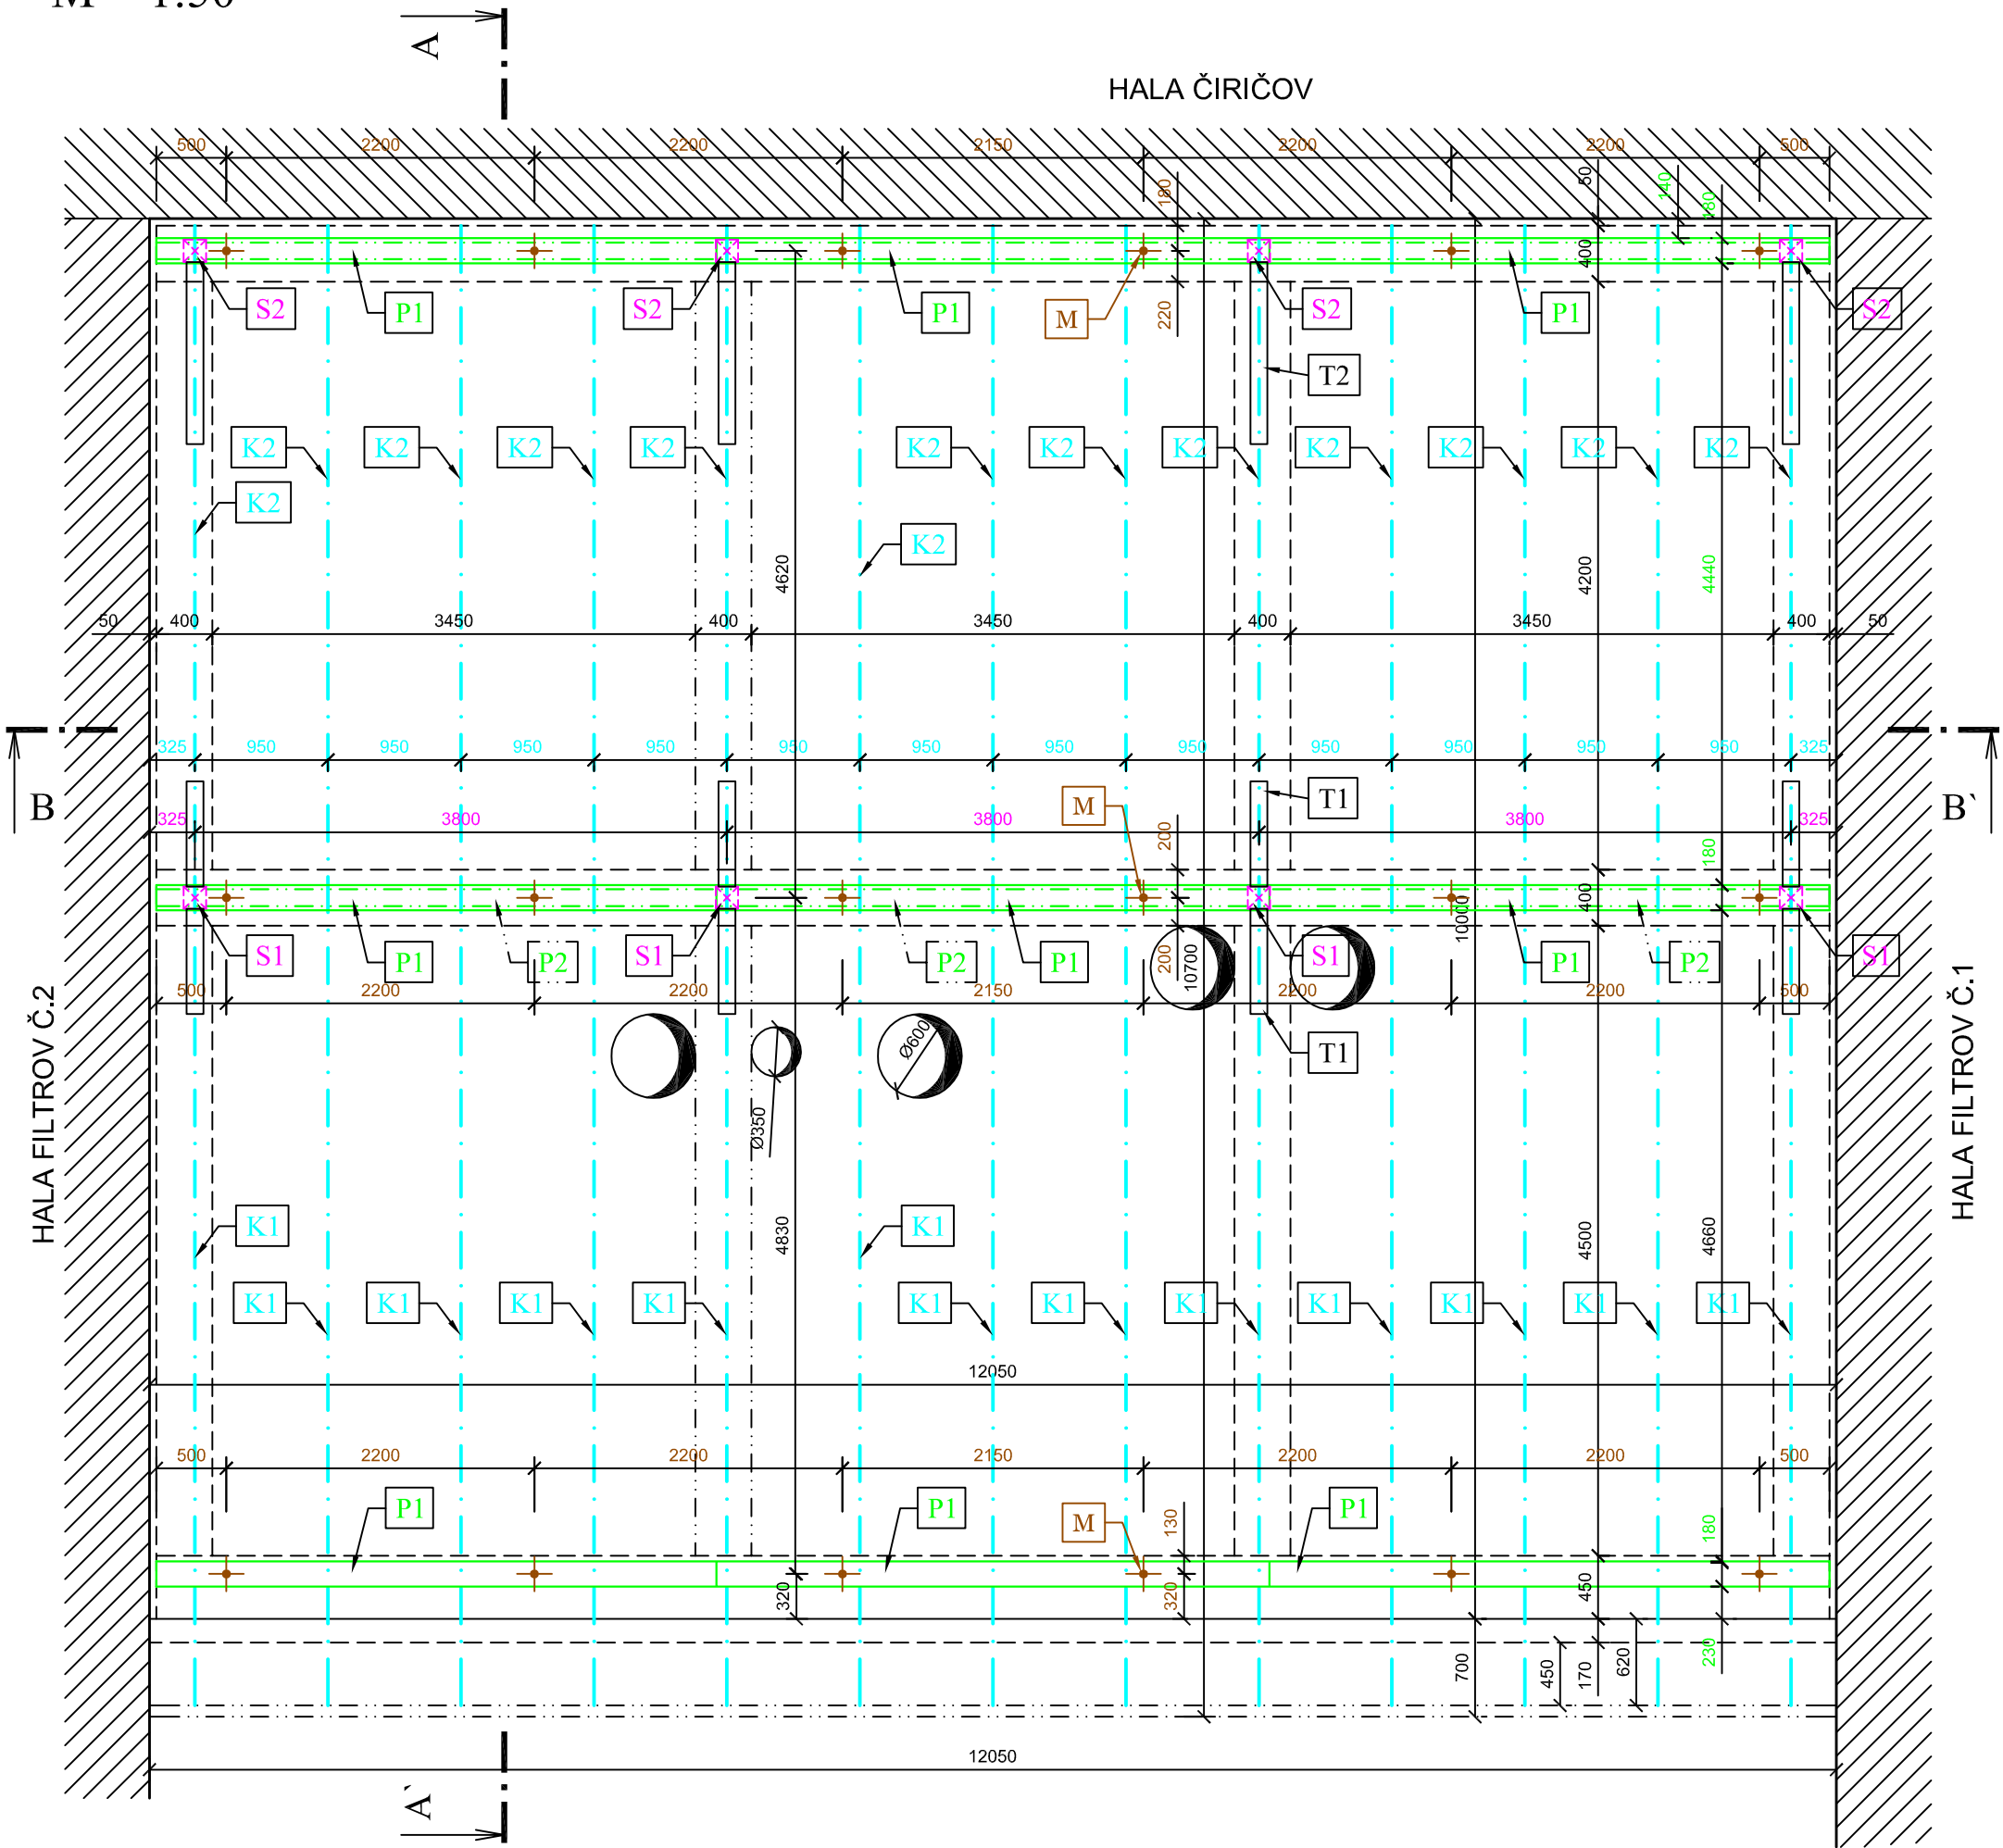 M 1:50
A
HALA ČIRIČOV
500 2200 2200 2150 2200 2200 500
180 50 140 180
400
220
S2 P1 S2 P1 M S2 P1 S2
T2
K2 K2 K2 K2 K2 K2 K2 K2 K2 K2 K2
K2
K2
4620 4200 4440
50 400 3450 400 3450 400 3450 400 50
325 950 950 950 950 950 950 950 950 950 950 950 950 325
B M T1 B`
325 3800 3800 3800 325
200 180
400
10000
S1 P1 P2 S1 P2 P1 S1 P1 P2 S1
200 10700
500 2200 2200 2150 2200 2200 500
Ø600
T1
Ø350
HALA FILTROV Č.2
HALA FILTROV Č.1
K1 K1
4830 4500 4660
K1 K1 K1 K1 K1 K1 K1 K1 K1 K1 K1
12050
500 2200 2200 2150 2200 2200 500
P1 P1 M P1
130 180
320 320 450
700 450 170 620 230
12050
A`